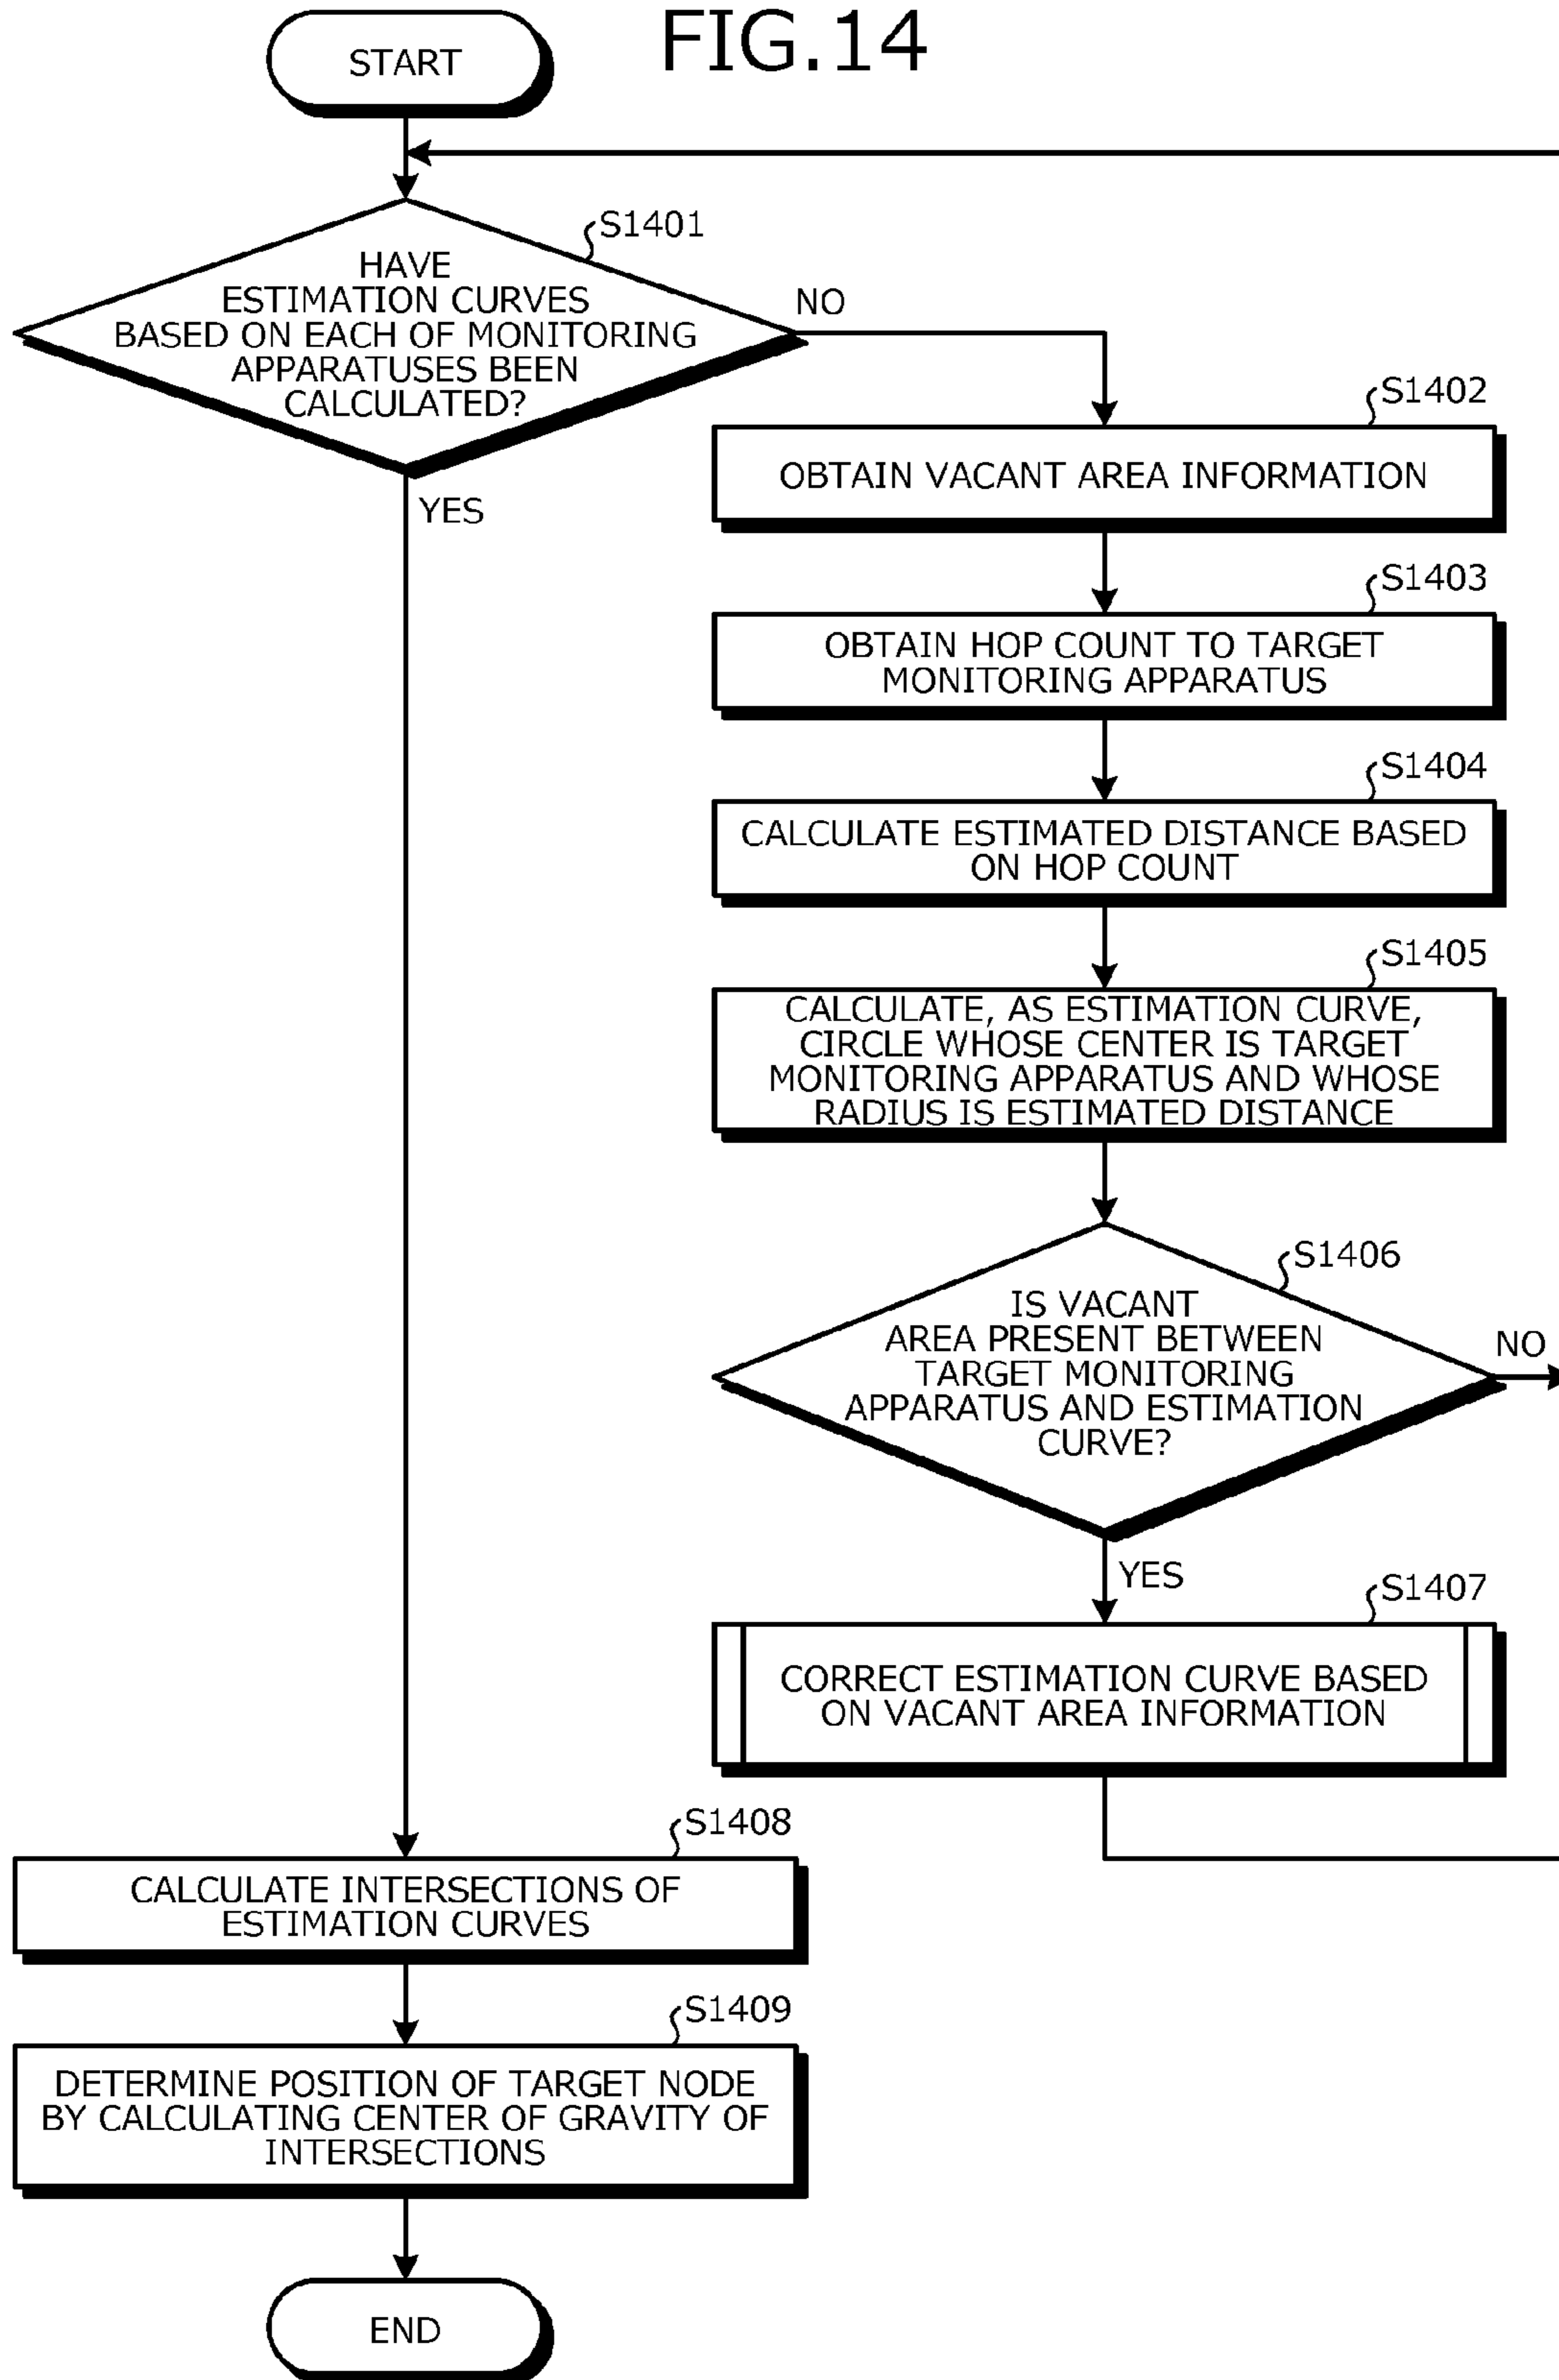 FIG.14
START
S1401
HAVE
ESTIMATION CURVES
BASED ON EACH OF MONITORING
APPARATUSES BEEN
CALCULATED?
NO
YES
S1402
OBTAIN VACANT AREA INFORMATION
S1403
OBTAIN HOP COUNT TO TARGET
MONITORING APPARATUS
S1404
CALCULATE ESTIMATED DISTANCE BASED
ON HOP COUNT
S1405
CALCULATE, AS ESTIMATION CURVE,
CIRCLE WHOSE CENTER IS TARGET
MONITORING APPARATUS AND WHOSE
RADIUS IS ESTIMATED DISTANCE
S1406
IS VACANT
AREA PRESENT BETWEEN
TARGET MONITORING
APPARATUS AND ESTIMATION
CURVE?
NO
YES
S1407
CORRECT ESTIMATION CURVE BASED
ON VACANT AREA INFORMATION
S1408
CALCULATE INTERSECTIONS OF
ESTIMATION CURVES
S1409
DETERMINE POSITION OF TARGET NODE
BY CALCULATING CENTER OF GRAVITY OF
INTERSECTIONS
END